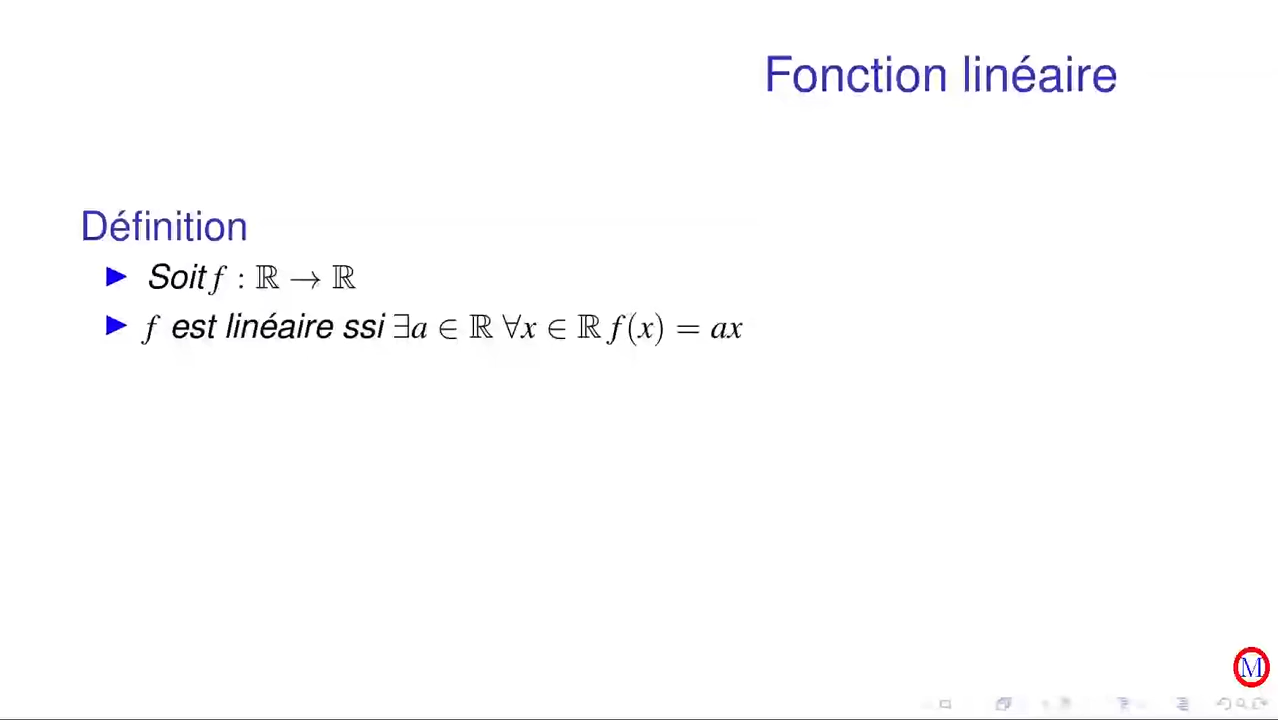 Fonction linéaire
Définition
Soit f : ℝ → ℝ
f est linéaire ssi ∃a ∈ ℝ ∀x ∈ ℝ f(x) = ax
M